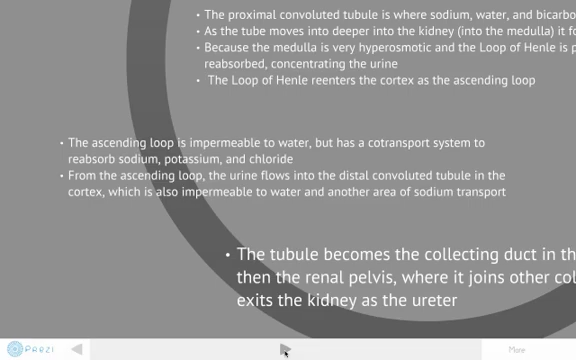 • The proximal convoluted tubule is where sodium, water, and bicarbo
• As the tube moves into deeper into the kidney (into the medulla) it fo
• Because the medulla is very hyperosmotic and the Loop of Henle is p
reabsorbed, concentrating the urine
• The Loop of Henle reenters the cortex as the ascending loop
• The ascending loop is impermeable to water, but has a cotransport system to
reabsorb sodium, potassium, and chloride
• From the ascending loop, the urine flows into the distal convoluted tubule in the
cortex, which is also impermeable to water and another area of sodium transport
• The tubule becomes the collecting duct in th
then the renal pelvis, where it joins other col
exits the kidney as the ureter
PREZI
More